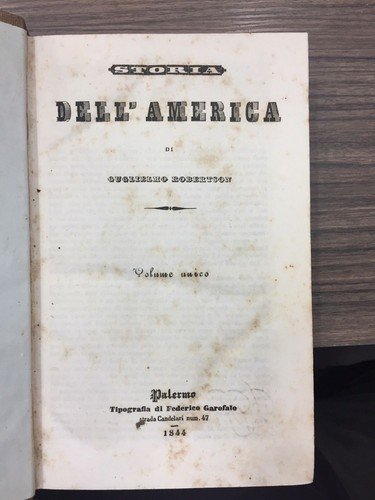 STORIA
DELL'AMERICA
DI
GUGLIELMO ROBERTSON
Volume unico
Palermo
Tipografia di Federico Garofalo
strada Candelari num. 47
1844